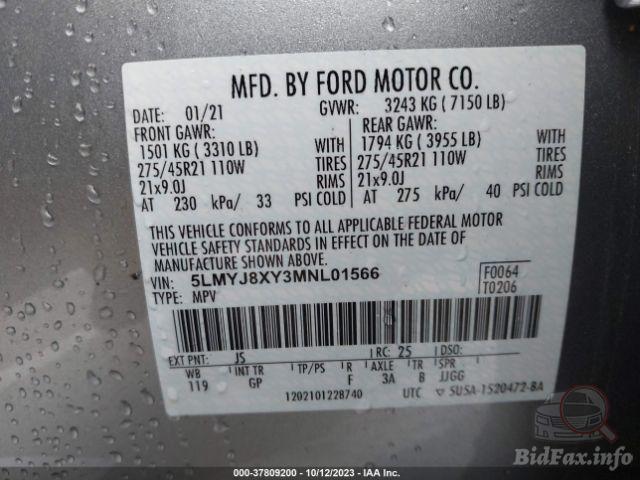 MFD. BY FORD MOTOR CO.
DATE: 01/21 GVWR: 3243 KG ( 7150 LB)
FRONT GAWR: REAR GAWR:
1501 KG ( 3310 LB) 1794 KG ( 3955 LB)
275/45R21 110W TIRES 275/45R21 110W TIRES
21x9.0J RIMS 21x9.0J RIMS
AT 230 kPa/ 33 PSI COLD AT 275 kPa/ 40 PSI COLD
THIS VEHICLE CONFORMS TO ALL APPLICABLE FEDERAL MOTOR
VEHICLE SAFETY STANDARDS IN EFFECT ON THE DATE OF
MANUFACTURE SHOWN ABOVE.
VIN: 5LMYJ8XY3MNL01566 F0064
TYPE: MPV T0206
EXT PNT: JS RC: 25 DSO:
WB INT TR TP/PS R AXLE TR SPR
119 GP F 3A B JJGG
1202101228740 UTC SUSA-1520472-BA
000-37809200 - 10/12/2023 - IAA Inc.
BidFax.info